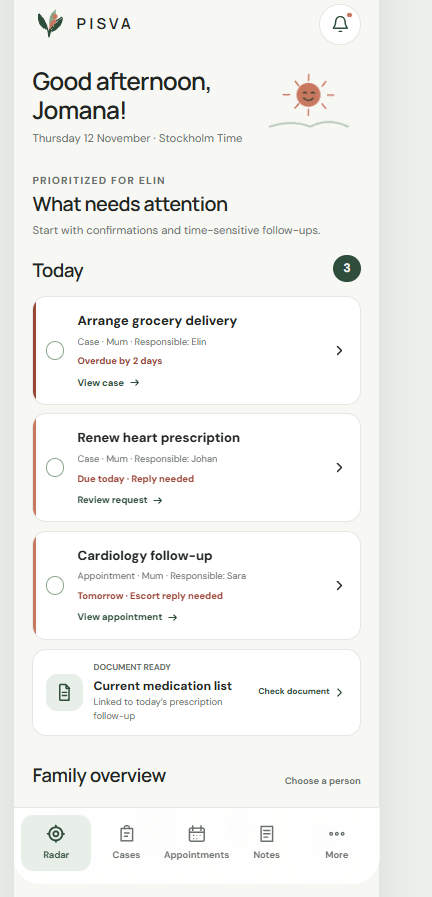 PISVA
Good afternoon,
Jomana!
Thursday 12 November · Stockholm Time
PRIORITIZED FOR ELIN
What needs attention
Start with confirmations and time-sensitive follow-ups.
Today
3
Arrange grocery delivery
Case · Mum · Responsible: Elin
Overdue by 2 days
View case →
Renew heart prescription
Case · Mum · Responsible: Johan
Due today · Reply needed
Review request →
Cardiology follow-up
Appointment · Mum · Responsible: Sara
Tomorrow · Escort reply needed
View appointment →
DOCUMENT READY
Current medication list
Check document
Linked to today's prescription
follow-up
Family overview
Choose a person
Radar
Cases
Appointments
Notes
More